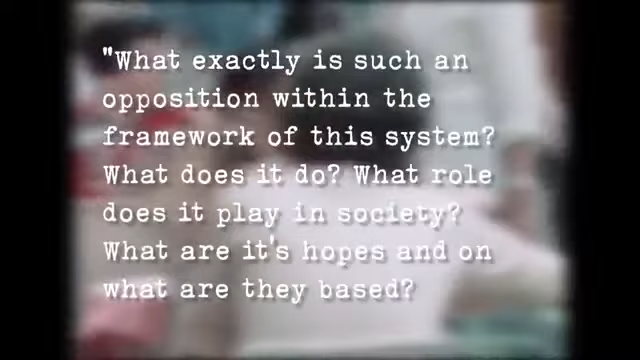 "What exactly is such an
opposition within the
framework of this system?
What does it do? What role
does it play in society?
What are it's hopes and on
what are they based?